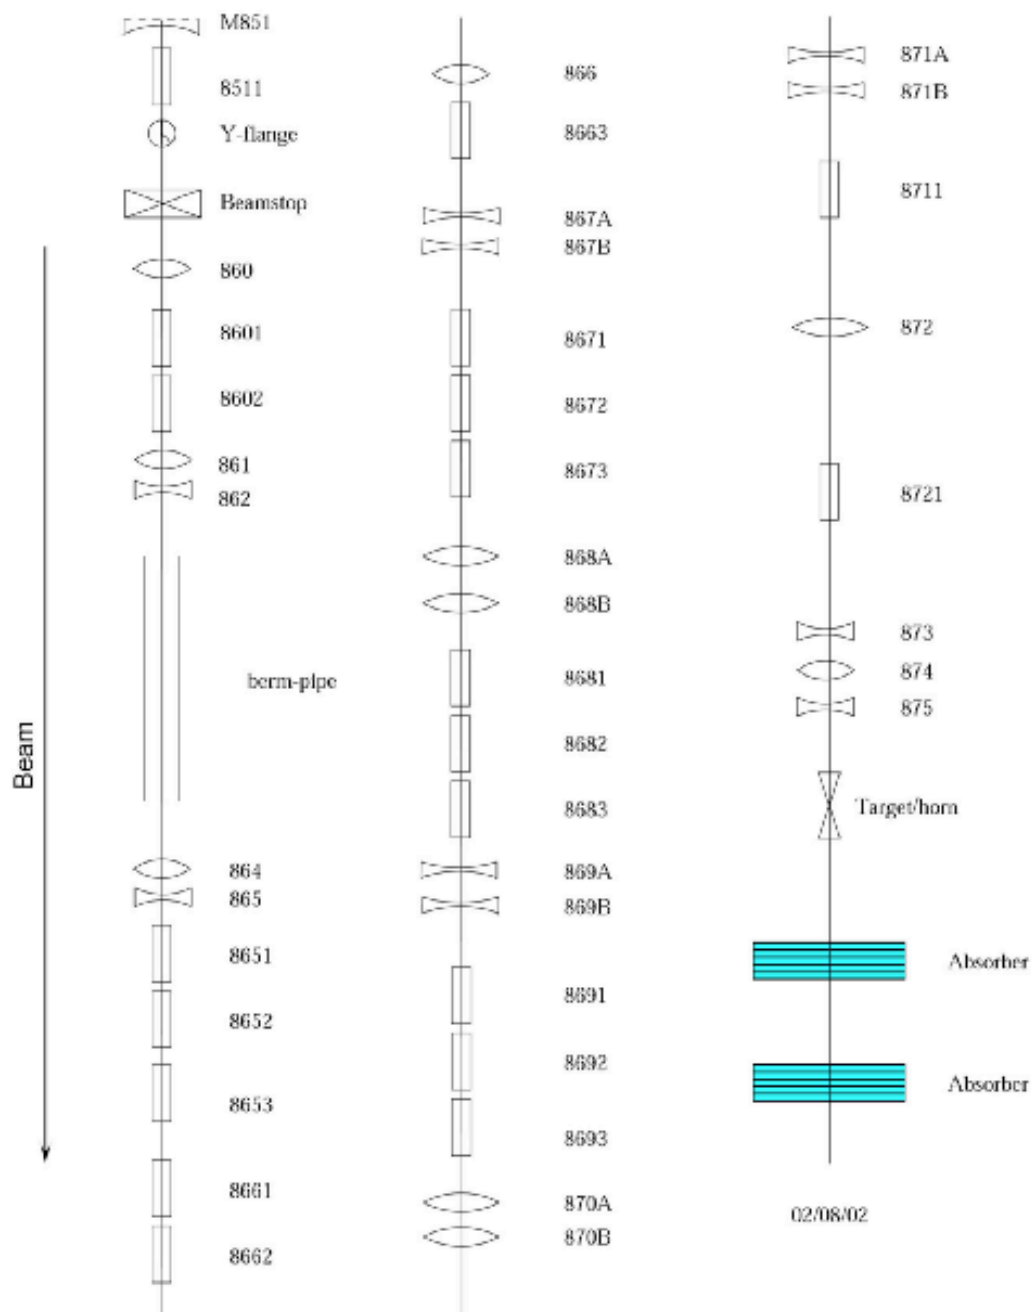 M851
8511
Y-flange
Beamstop
860
8601
8602
861
862
berm-pipe
Beam
864
865
8651
8652
8653
8661
8662
866
8663
867A
867B
8671
8672
8673
868A
868B
8681
8682
8683
869A
869B
8691
8692
8693
870A
870B
871A
871B
8711
872
8721
873
874
875
Target/horn
Absorber
Absorber
02/08/02